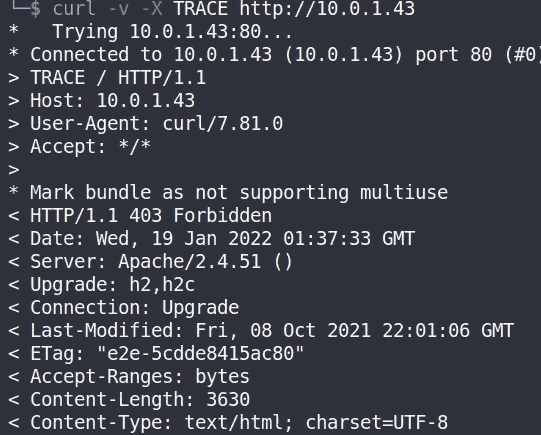 └─$ curl -v -X TRACE http://10.0.1.43
*   Trying 10.0.1.43:80...
* Connected to 10.0.1.43 (10.0.1.43) port 80 (#0)
> TRACE / HTTP/1.1
> Host: 10.0.1.43
> User-Agent: curl/7.81.0
> Accept: */*
>
* Mark bundle as not supporting multiuse
< HTTP/1.1 403 Forbidden
< Date: Wed, 19 Jan 2022 01:37:33 GMT
< Server: Apache/2.4.51 ()
< Upgrade: h2,h2c
< Connection: Upgrade
< Last-Modified: Fri, 08 Oct 2021 22:01:06 GMT
< ETag: "e2e-5cdde8415ac80"
< Accept-Ranges: bytes
< Content-Length: 3630
< Content-Type: text/html; charset=UTF-8